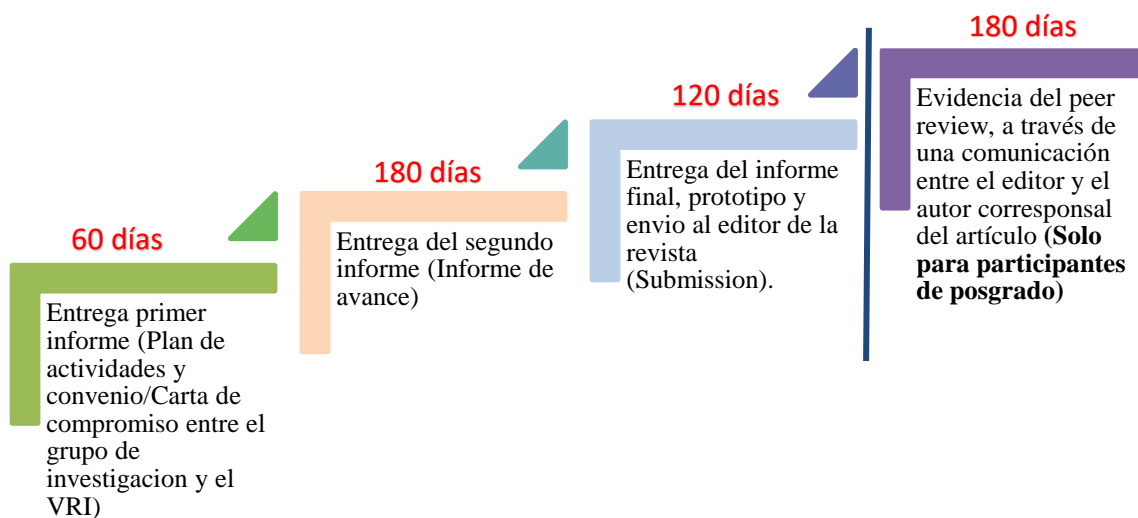 60 días
Entrega primer
informe (Plan de
actividades y
convenio/Carta de
compromiso entre el
grupo de
investigacion y el
VRI)
180 días
Entrega del segundo
informe (Informe de
avance)
120 días
Entrega del informe
final, prototipo y
envio al editor de la
revista
(Submission).
180 días
Evidencia del peer
review, a través de
una comunicación
entre el editor y el
autor corresponsal
del artículo (Solo
para participantes
de posgrado)